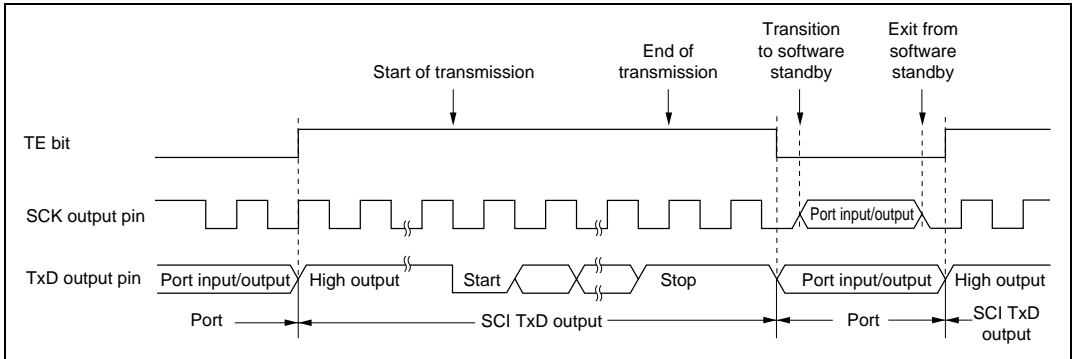 Start of transmission
End of
transmission
Transition
to software
standby
Exit from
software
standby
TE bit
SCK output pin
Port input/output
TxD output pin
Port input/output
High output
Start
Stop
Port input/output
High output
Port
SCI TxD output
Port
SCI TxD
output